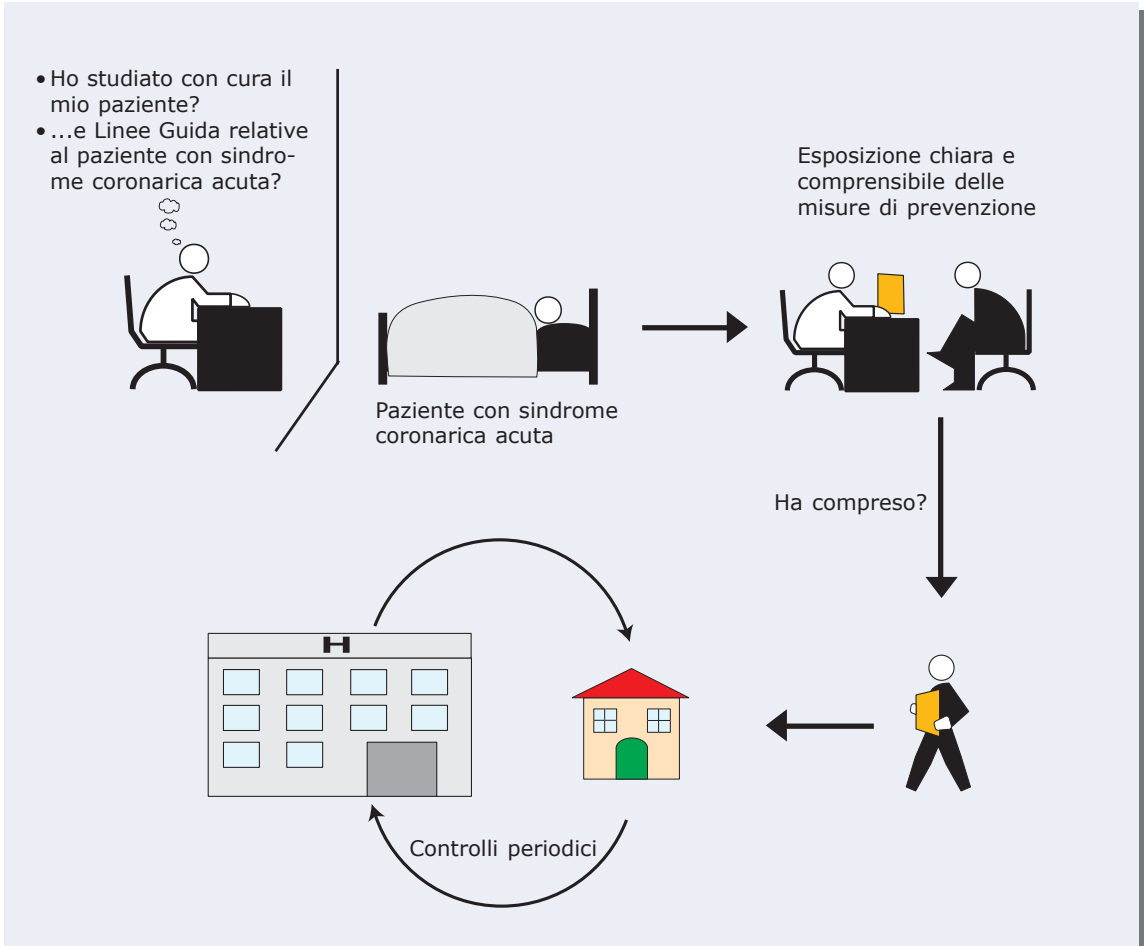 • Ho studiato con cura il
mio paziente?
• ...e Linee Guida relative
al paziente con sindro-
me coronarica acuta?
Esposizione chiara e
comprensibile delle
misure di prevenzione
Paziente con sindrome
coronarica acuta
Ha compreso?
H
Controlli periodici